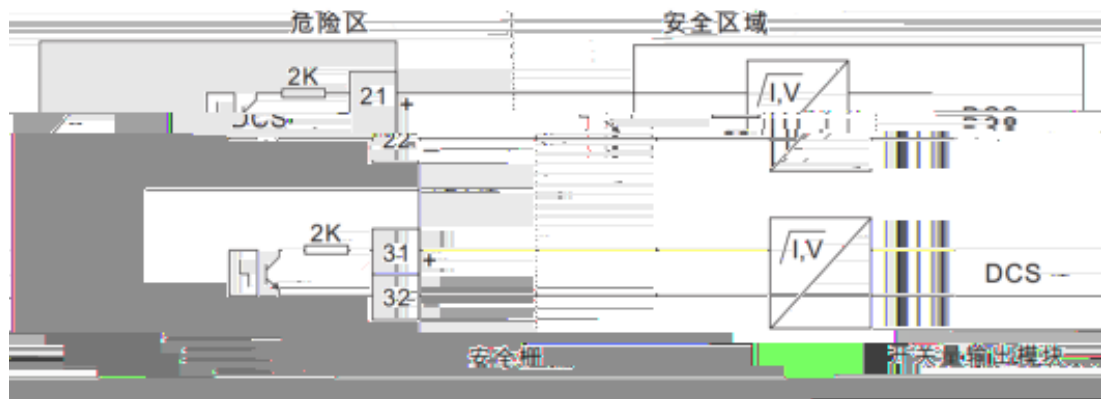 危险区 安全区域
2K 21 + √I,V
DCS
22 -
2K 31 + √I,V
DCS
32
安全栅 开关量输出模块